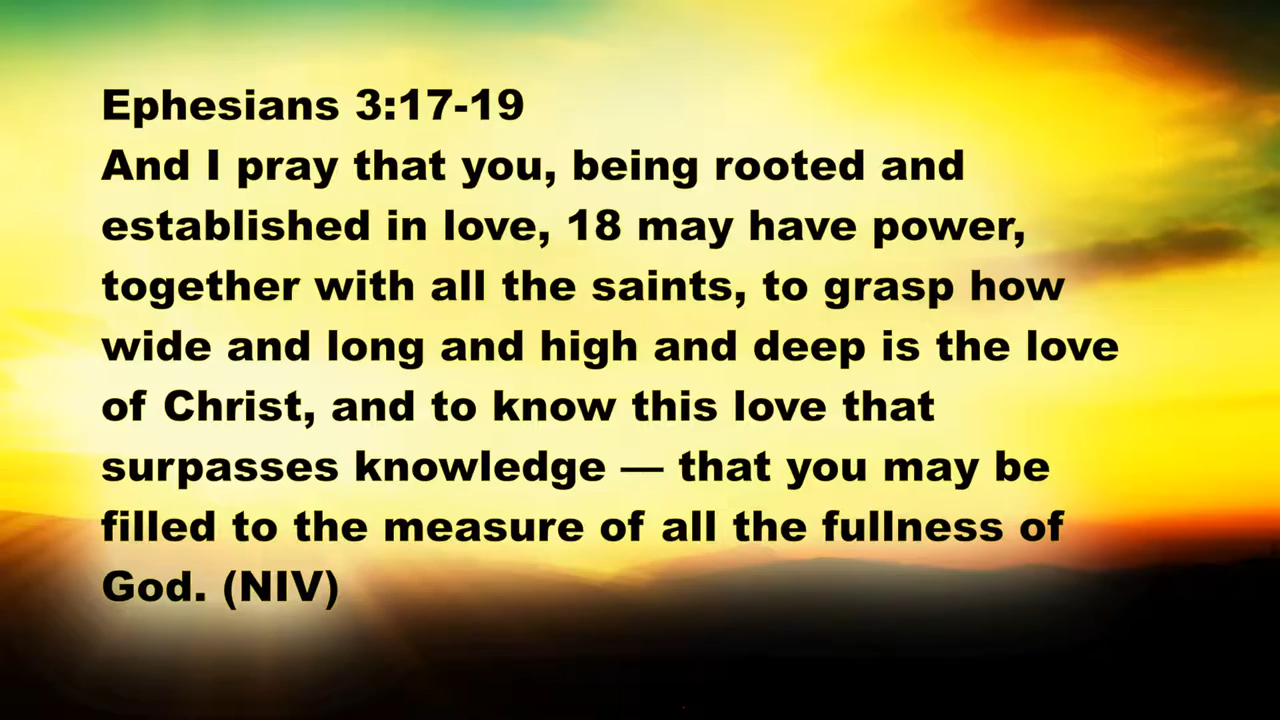 Ephesians 3:17-19
And I pray that you, being rooted and
established in love, 18 may have power,
together with all the saints, to grasp how
wide and long and high and deep is the love
of Christ, and to know this love that
surpasses knowledge — that you may be
filled to the measure of all the fullness of
God. (NIV)